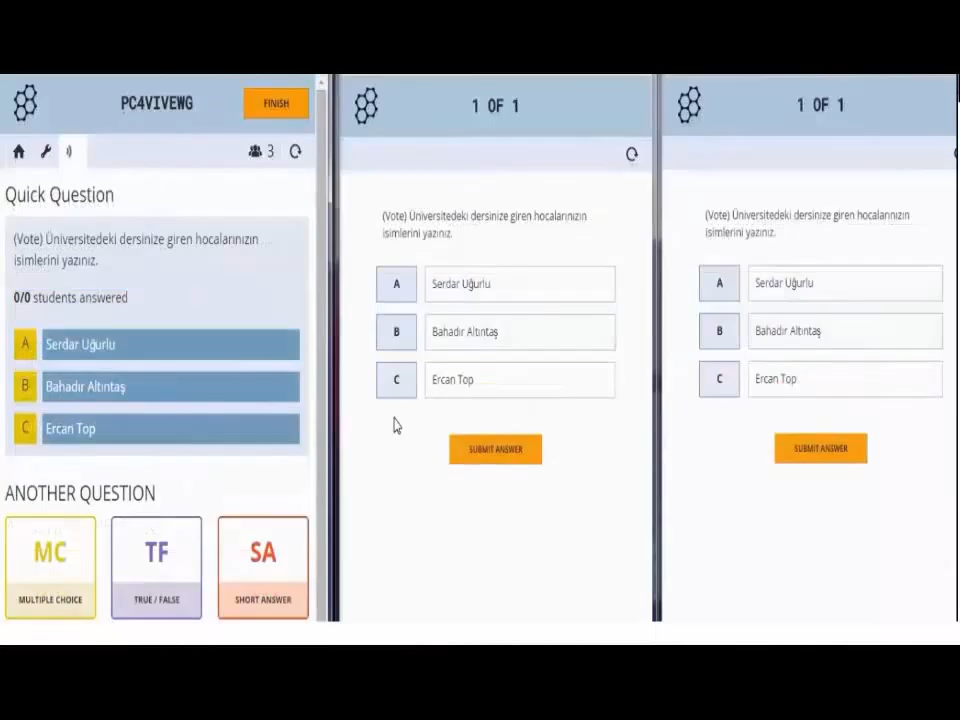 PC4VIVEWG
FINISH
3
Quick Question
(Vote) Üniversitedeki dersinize giren hocalarınızın
isimlerini yazınız.
0/0 students answered
A Serdar Uğurlu
B Bahadır Altıntaş
C Ercan Top
ANOTHER QUESTION
MC
MULTIPLE CHOICE
TF
TRUE / FALSE
SA
SHORT ANSWER
1 OF 1
(Vote) Üniversitedeki dersinize giren hocalarınızın
isimlerini yazınız.
A Serdar Uğurlu
B Bahadır Altıntaş
C Ercan Top
SUBMIT ANSWER
1 OF 1
(Vote) Üniversitedeki dersinize giren hocalarınızın
isimlerini yazınız.
A Serdar Uğurlu
B Bahadır Altıntaş
C Ercan Top
SUBMIT ANSWER